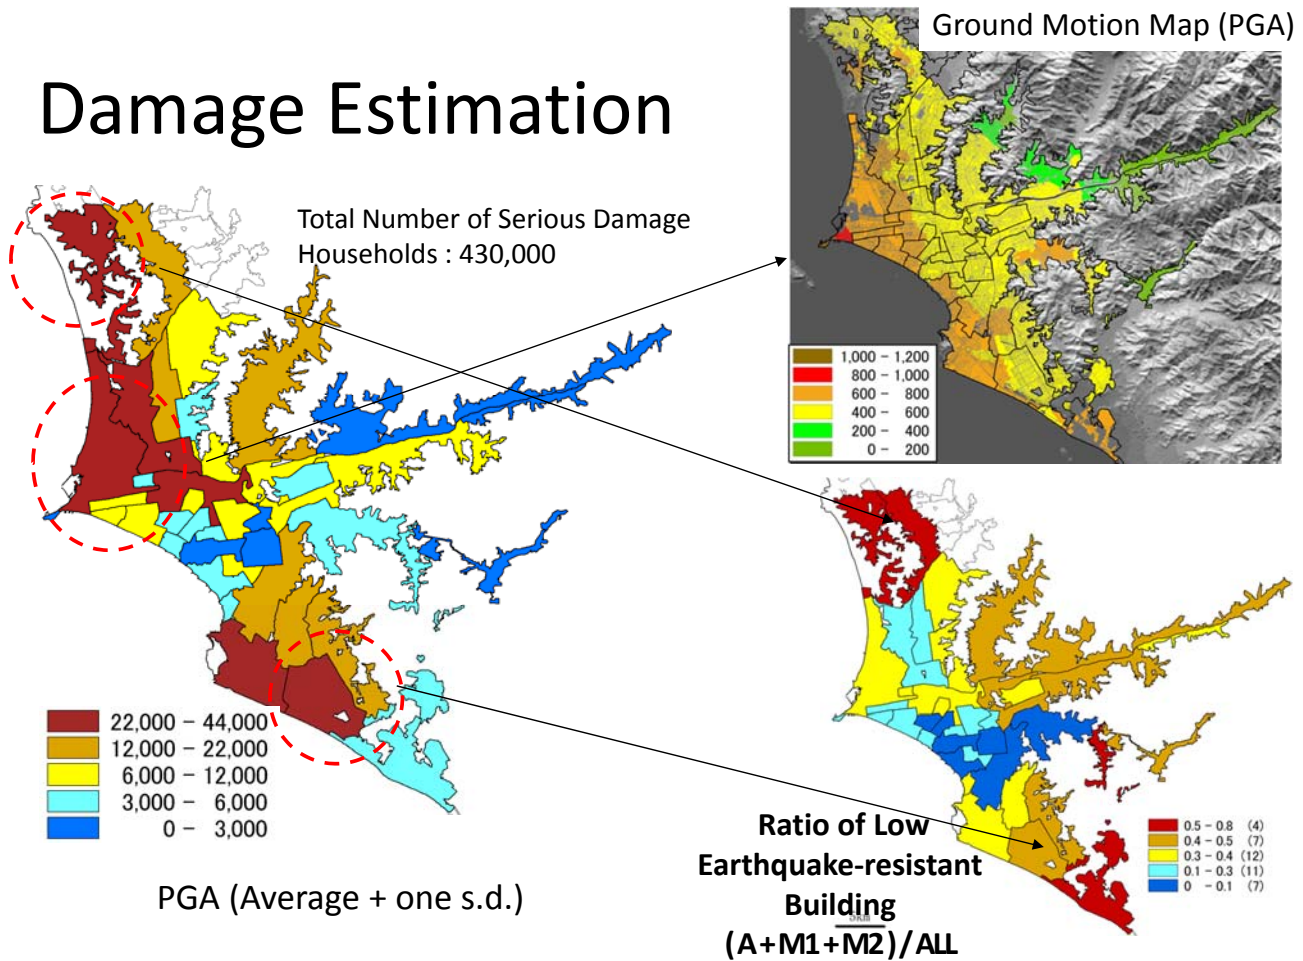 Ground Motion Map (PGA)
Damage Estimation
Total Number of Serious Damage
Households : 430,000
1,000 - 1,200
800 - 1,000
600 - 800
400 - 600
200 - 400
0 - 200
22,000 - 44,000
12,000 - 22,000
6,000 - 12,000
3,000 - 6,000
0 - 3,000
PGA (Average + one s.d.)
Ratio of Low
Earthquake-resistant
Building
5km
(A+M1+M2)/ALL
0.5 - 0.8 (4)
0.4 - 0.5 (7)
0.3 - 0.4 (12)
0.1 - 0.3 (11)
0 - 0.1 (7)